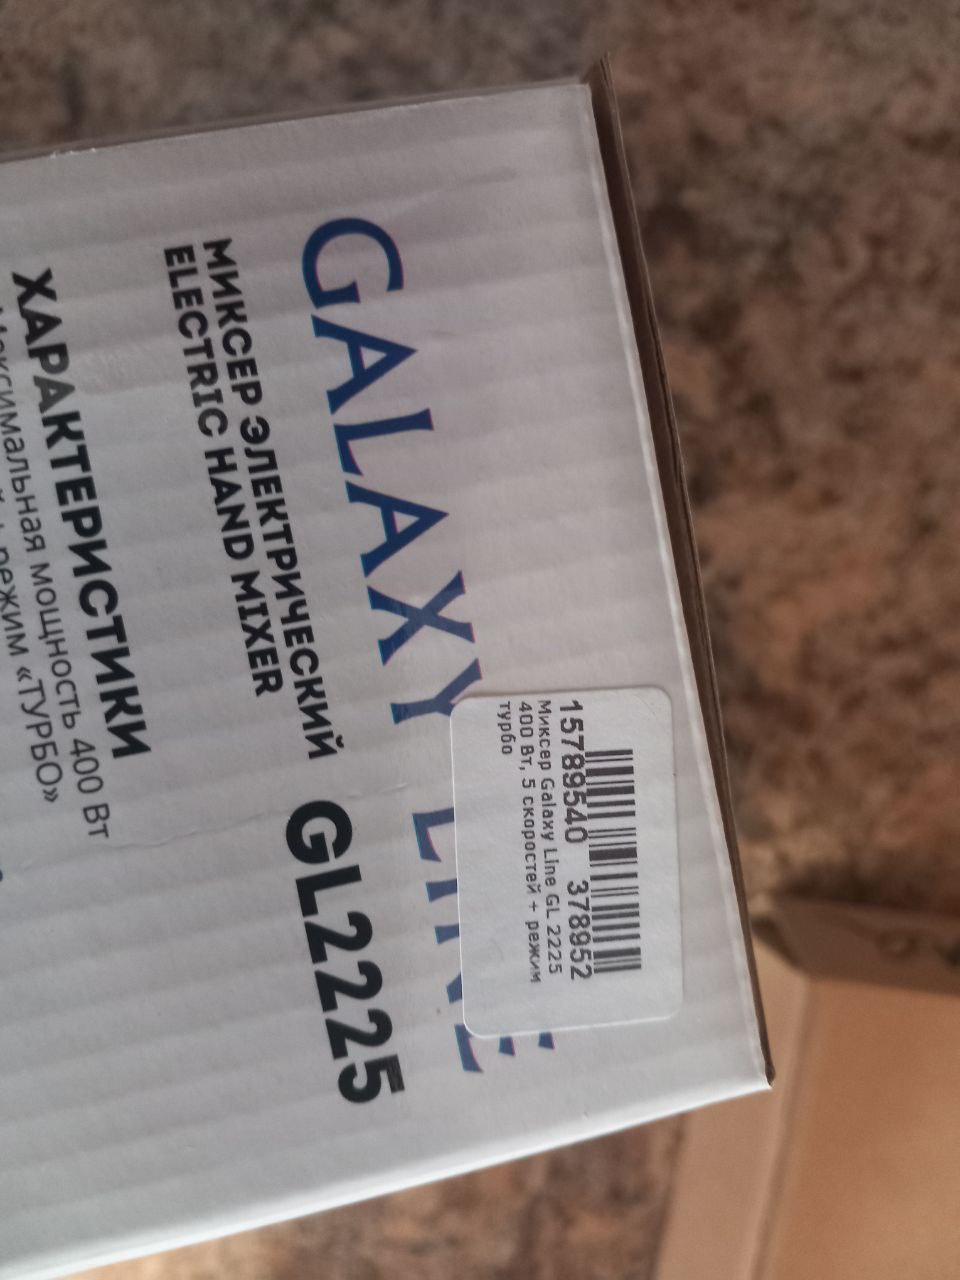 GALAXY LINE
МИКСЕР ЭЛЕКТРИЧЕСКИЙ GL2225
ELECTRIC HAND MIXER
ХАРАКТЕРИСТИКИ
Максимальная мощность 400 Вт
режим «ТУРБО»
15789540 378952
Миксер Galaxy Line GL 2225
400 Вт, 5 скоростей + режим
турбо